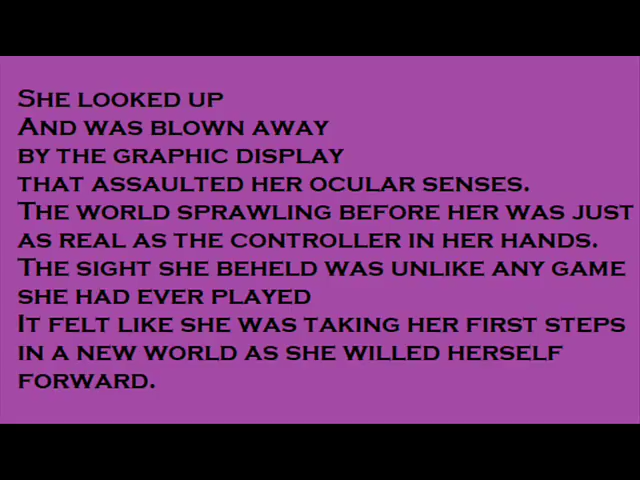 She looked up
And was blown away
by the graphic display
that assaulted her ocular senses.
The world sprawling before her was just
as real as the controller in her hands.
The sight she beheld was unlike any game
she had ever played
It felt like she was taking her first steps
in a new world as she willed herself
forward.